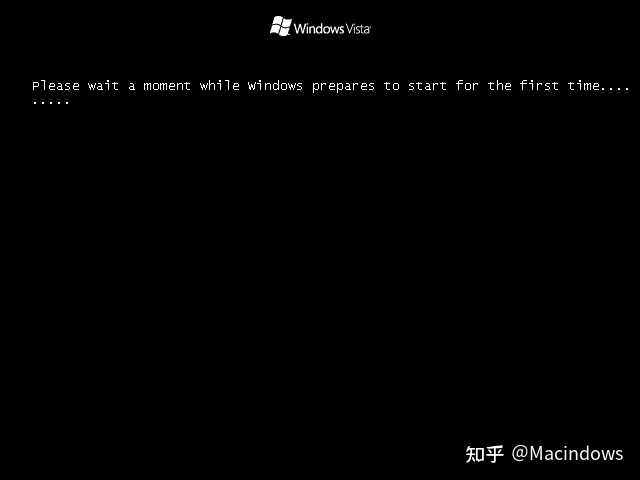 Windows Vista
Please wait a moment while Windows prepares to start for the first time....
.....
知乎 @Macindows